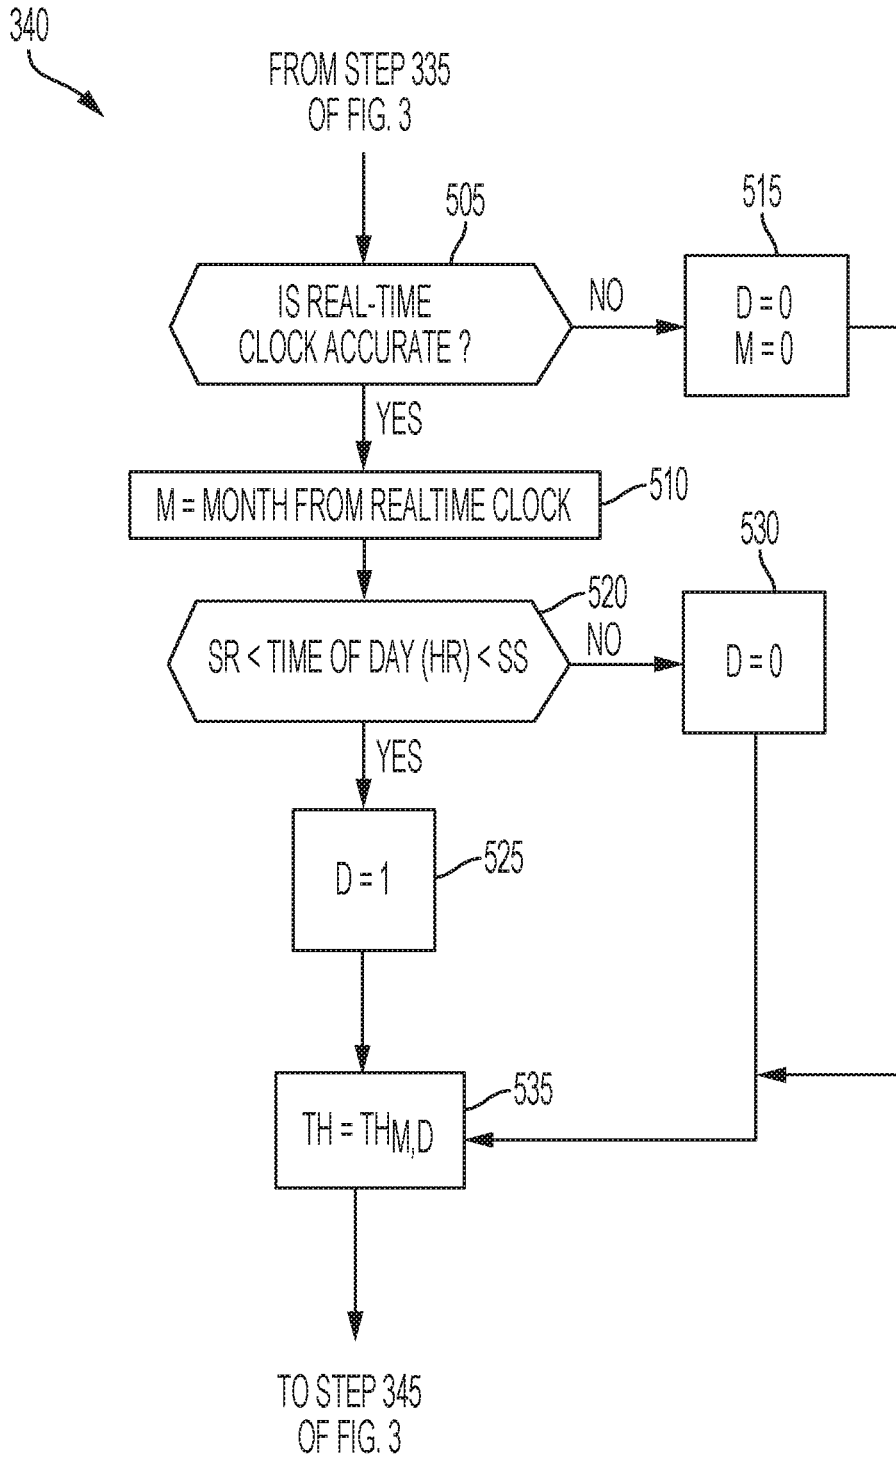 340
FROM STEP 335
OF FIG. 3
505
IS REAL-TIME
CLOCK ACCURATE ?
NO
515
D = 0
M = 0
YES
M = MONTH FROM REALTIME CLOCK
510
520
SR < TIME OF DAY (HR) < SS
NO
530
D = 0
YES
D = 1
525
TH = THM,D
535
TO STEP 345
OF FIG. 3